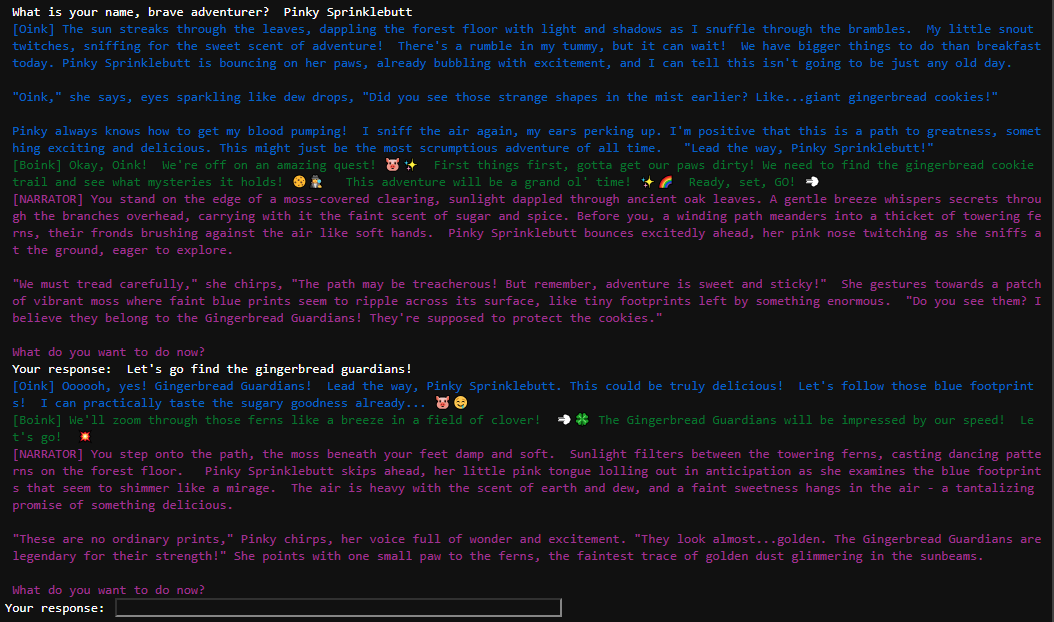 What is your name, brave adventurer?  Pinky Sprinklebutt
[Oink] The sun streaks through the leaves, dappling the forest floor with light and shadows as I snuffle through the brambles.  My little snout
twitches, sniffing for the sweet scent of adventure!  There's a rumble in my tummy, but it can wait!  We have bigger things to do than breakfast
today. Pinky Sprinklebutt is bouncing on her paws, already bubbling with excitement, and I can tell this isn't going to be just any old day.
"Oink," she says, eyes sparkling like dew drops, "Did you see those strange shapes in the mist earlier? Like...giant gingerbread cookies!"
Pinky always knows how to get my blood pumping!  I sniff the air again, my ears perking up. I'm positive that this is a path to greatness, somet
hing exciting and delicious. This might just be the most scrumptious adventure of all time.   "Lead the way, Pinky Sprinklebutt!"
[Boink] Okay, Oink!  We're off on an amazing quest! 🐷✨  First things first, gotta get our paws dirty! We need to find the gingerbread cookie
trail and see what mysteries it holds! 🍪🕵️  This adventure will be a grand ol' time! ✨🌈  Ready, set, GO! 💨
[NARRATOR] You stand on the edge of a moss-covered clearing, sunlight dappled through ancient oak leaves. A gentle breeze whispers secrets throu
gh the branches overhead, carrying with it the faint scent of sugar and spice. Before you, a winding path meanders into a thicket of towering fe
rns, their fronds brushing against the air like soft hands.  Pinky Sprinklebutt bounces excitedly ahead, her pink nose twitching as she sniffs a
t the ground, eager to explore.
"We must tread carefully," she chirps, "The path may be treacherous! But remember, adventure is sweet and sticky!"  She gestures towards a patch
of vibrant moss where faint blue prints seem to ripple across its surface, like tiny footprints left by something enormous.  "Do you see them? I
believe they belong to the Gingerbread Guardians! They're supposed to protect the cookies."
What do you want to do now?
Your response:  Let's go find the gingerbread guardians!
[Oink] Oooooh, yes! Gingerbread Guardians!  Lead the way, Pinky Sprinklebutt. This could be truly delicious!  Let's follow those blue footprint
s!  I can practically taste the sugary goodness already... 🐷😋
[Boink] We'll zoom through those ferns like a breeze in a field of clover!  💨🍀 The Gingerbread Guardians will be impressed by our speed!  Le
t's go!  💥
[NARRATOR] You step onto the path, the moss beneath your feet damp and soft.  Sunlight filters between the towering ferns, casting dancing patte
rns on the forest floor.   Pinky Sprinklebutt skips ahead, her little pink tongue lolling out in anticipation as she examines the blue footprint
s that seem to shimmer like a mirage.  The air is heavy with the scent of earth and dew, and a faint sweetness hangs in the air - a tantalizing
promise of something delicious.
"These are no ordinary prints," Pinky chirps, her voice full of wonder and excitement. "They look almost...golden. The Gingerbread Guardians are
legendary for their strength!" She points with one small paw to the ferns, the faintest trace of golden dust glimmering in the sunbeams.
What do you want to do now?
Your response: